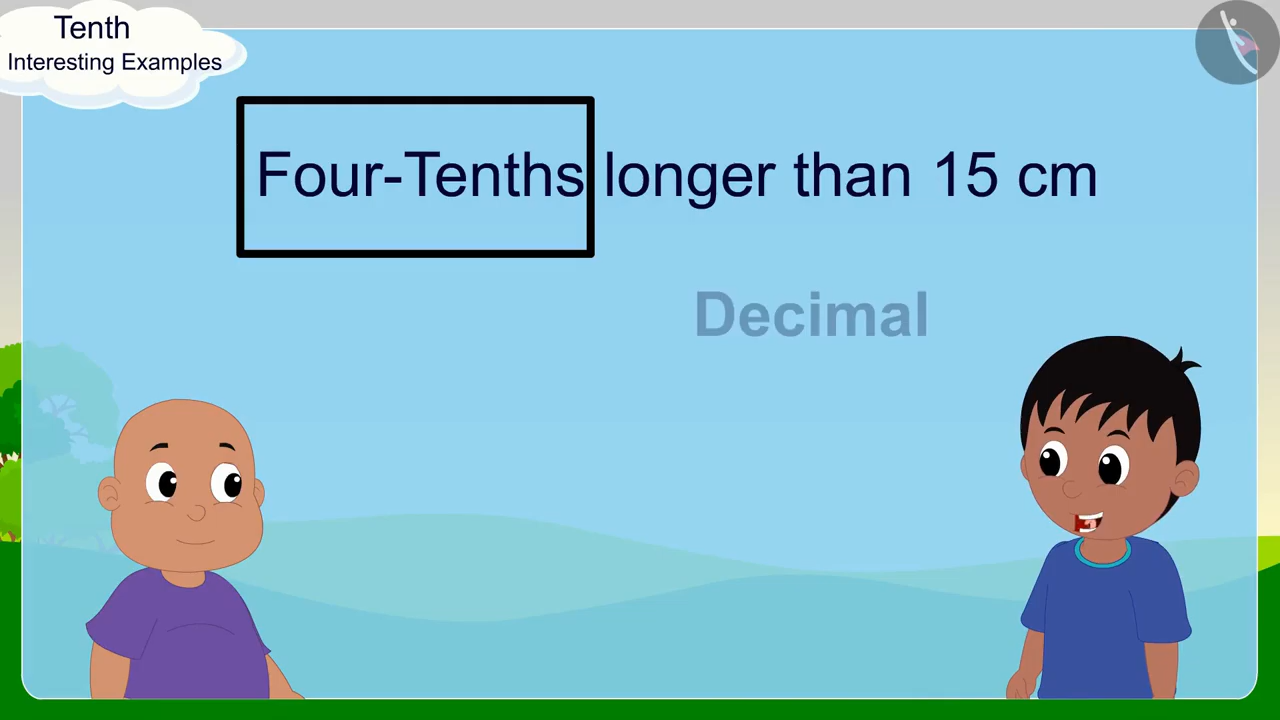 Tenth
Interesting Examples
Four-Tenths longer than 15 cm
Decimal